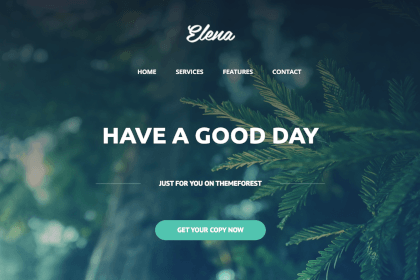 Elena
HOME SERVICES FEATURES CONTACT
HAVE A GOOD DAY
JUST FOR YOU ON THEMEFOREST
GET YOUR COPY NOW